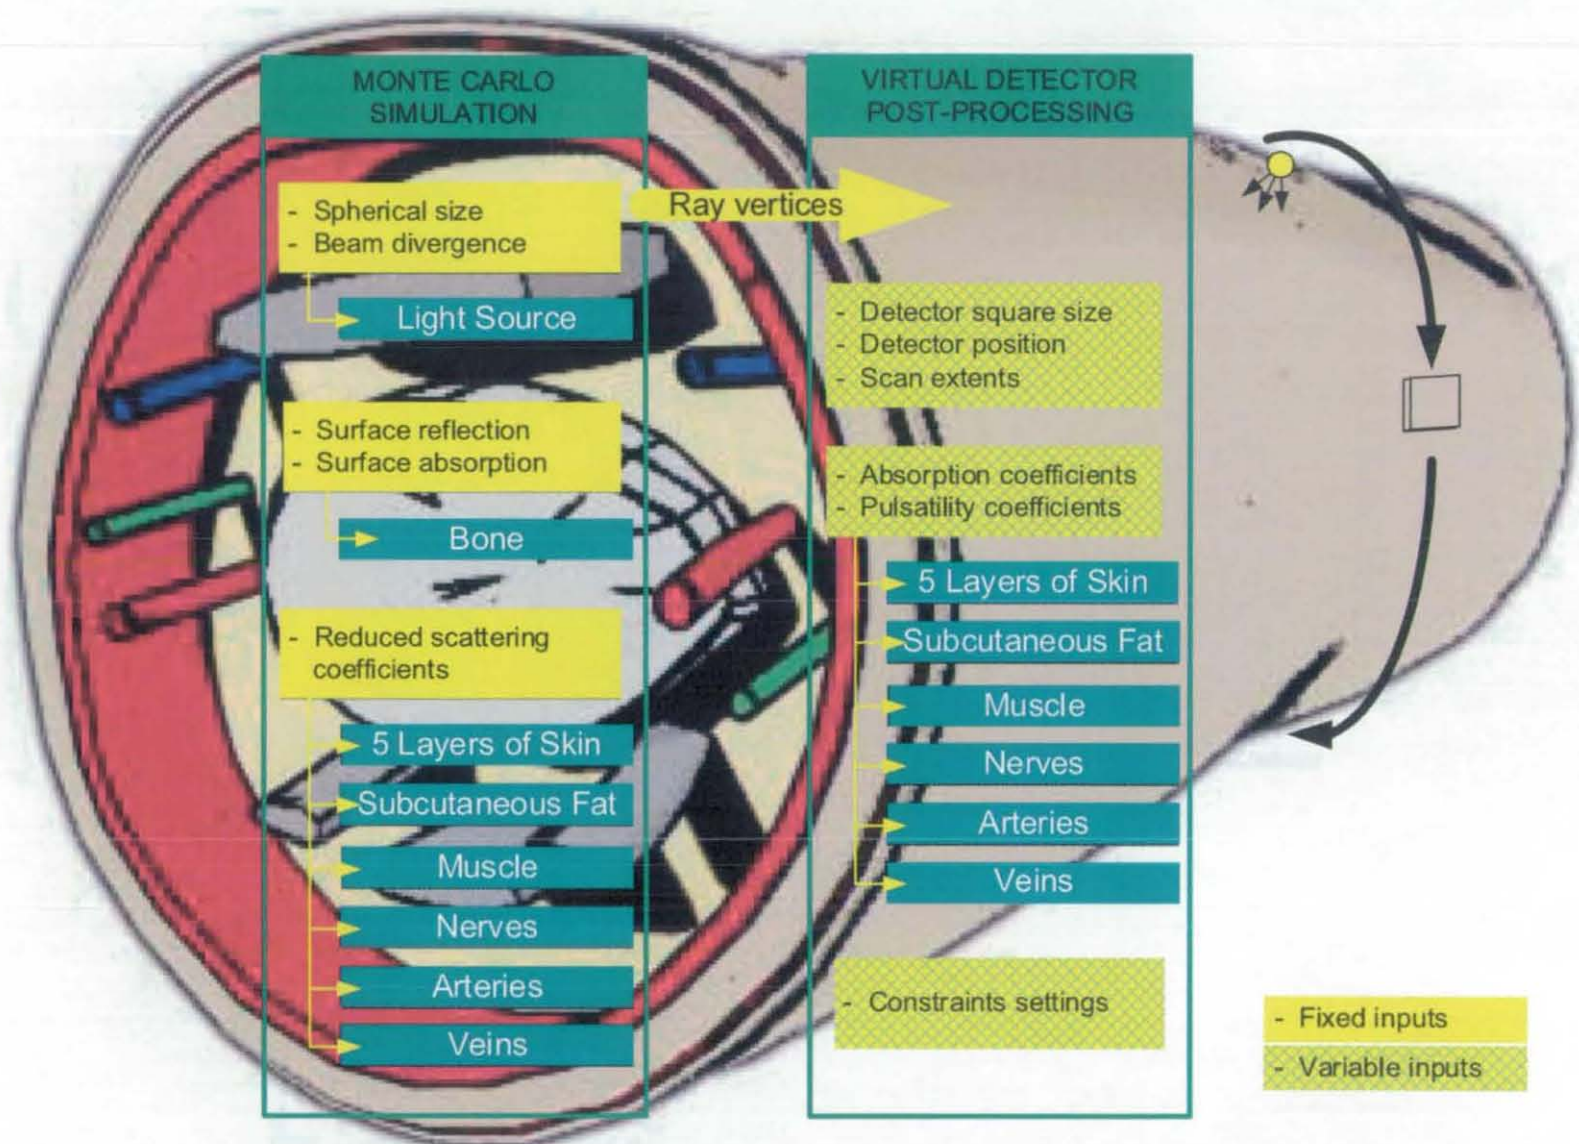 MONTE CARLO
SIMULATION
- Spherical size
- Beam divergence
Light Source
- Surface reflection
- Surface absorption
Bone
- Reduced scattering
coefficients
5 Layers of Skin
Subcutaneous Fat
Muscle
Nerves
Arteries
Veins
Ray vertices
VIRTUAL DETECTOR
POST-PROCESSING
- Detector square size
- Detector position
- Scan extents
- Absorption coefficients
- Pulsatility coefficients
5 Layers of Skin
Subcutaneous Fat
Muscle
Nerves
Arteries
Veins
- Constraints settings
- Fixed inputs
- Variable inputs